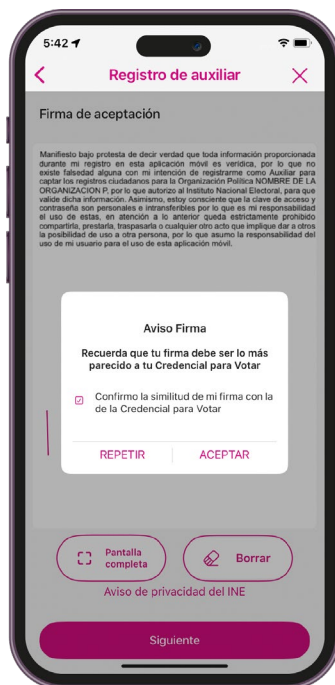 5:42
Registro de auxiliar
Firma de aceptación
Manifiesto bajo protesta de decir verdad que toda información proporcionada
durante mi registro en esta aplicación móvil es verídica, por lo que no
existe falsedad alguna con mi intención de registrarme como Auxiliar para
captar los registros ciudadanos para la Organización Política NOMBRE DE LA
ORGANIZACION P, por lo que autorizo al Instituto Nacional Electoral, para que
valide dicha información. Asimismo, estoy consciente que la clave de acceso y
contraseña son personales e intransferibles por lo que es mi responsabilidad
el uso de estas, en atención a lo anterior queda estrictamente prohibido
compartirla, prestarla, traspasarla o cualquier otro acto que implique dar a otros
la posibilidad de uso a otra persona, por lo que asumo la responsabilidad del
uso de mi usuario para el uso de esta aplicación móvil.
Aviso Firma
Recuerda que tu firma debe ser lo más
parecido a tu Credencial para Votar
Confirmo la similitud de mi firma con la
de la Credencial para Votar
REPETIR ACEPTAR
Pantalla
completa
Borrar
Aviso de privacidad del INE
Siguiente